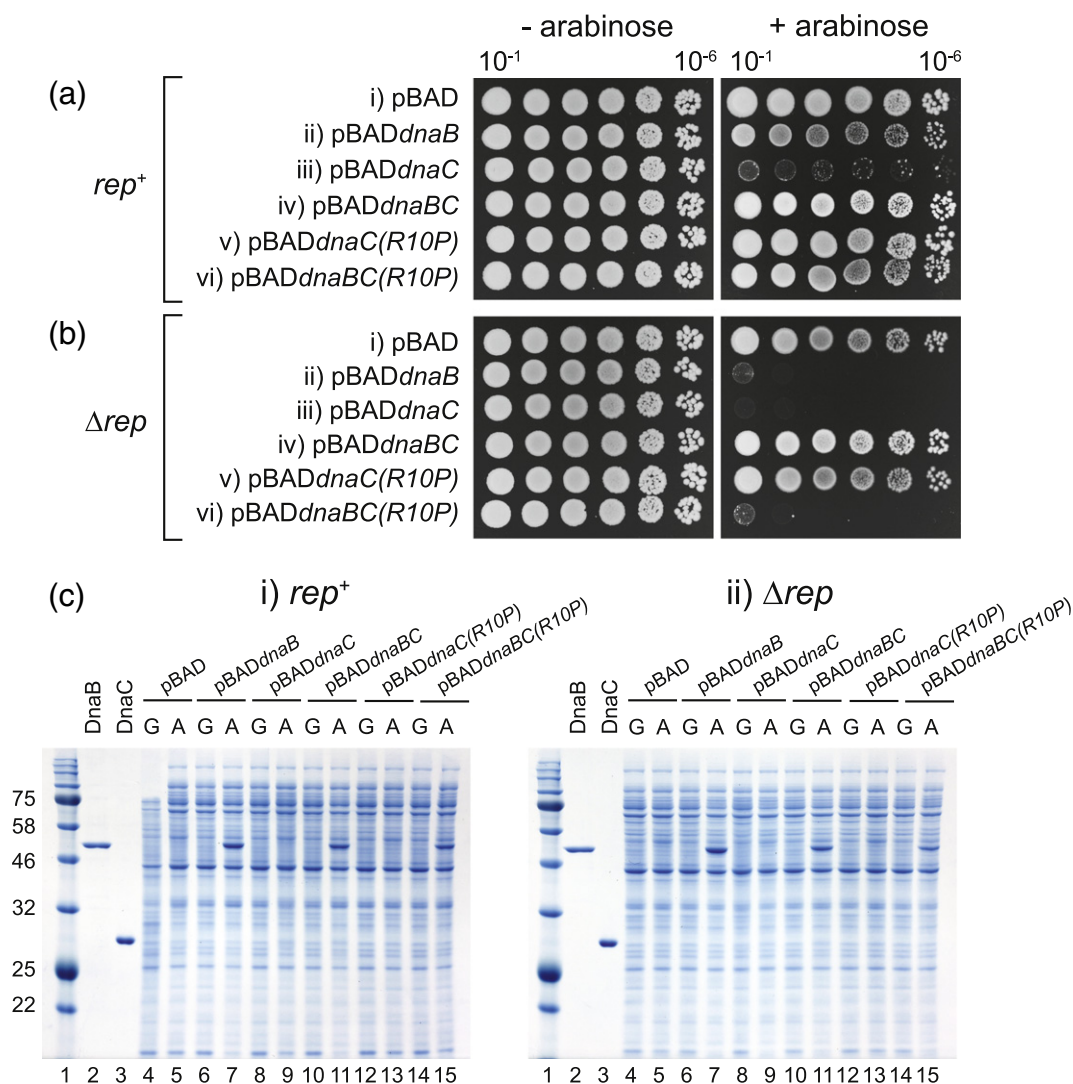 - arabinose + arabinose
10⁻¹ 10⁻⁶ 10⁻¹ 10⁻⁶
(a)
rep⁺
i) pBAD
ii) pBADdnaB
iii) pBADdnaC
iv) pBADdnaBC
v) pBADdnaC(R10P)
vi) pBADdnaBC(R10P)
(b)
Δrep
i) pBAD
ii) pBADdnaB
iii) pBADdnaC
iv) pBADdnaBC
v) pBADdnaC(R10P)
vi) pBADdnaBC(R10P)
(c)
i) rep⁺
DnaB DnaC pBAD pBADdnaB pBADdnaC pBADdnaBC pBADdnaC(R10P) pBADdnaBC(R10P)
G A G A G A G A G A G A
75
58
46
32
25
22
1 2 3 4 5 6 7 8 9 10 11 12 13 14 15
ii) Δrep
DnaB DnaC pBAD pBADdnaB pBADdnaC pBADdnaBC pBADdnaC(R10P) pBADdnaBC(R10P)
G A G A G A G A G A G A
1 2 3 4 5 6 7 8 9 10 11 12 13 14 15